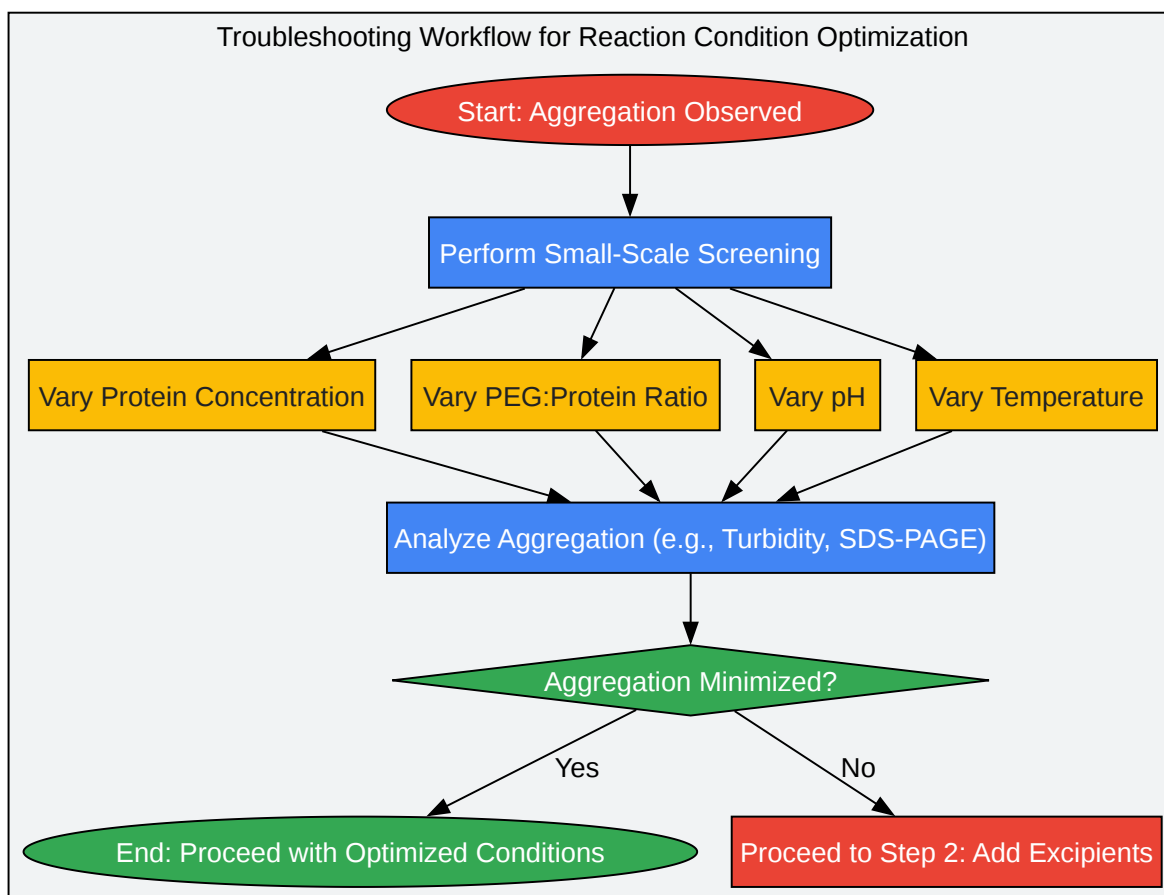 Troubleshooting Workflow for Reaction Condition Optimization
Start: Aggregation Observed
Perform Small-Scale Screening
Vary Protein Concentration
Vary PEG:Protein Ratio
Vary pH
Vary Temperature
Analyze Aggregation (e.g., Turbidity, SDS-PAGE)
Aggregation Minimized?
Yes
No
End: Proceed with Optimized Conditions
Proceed to Step 2: Add Excipients